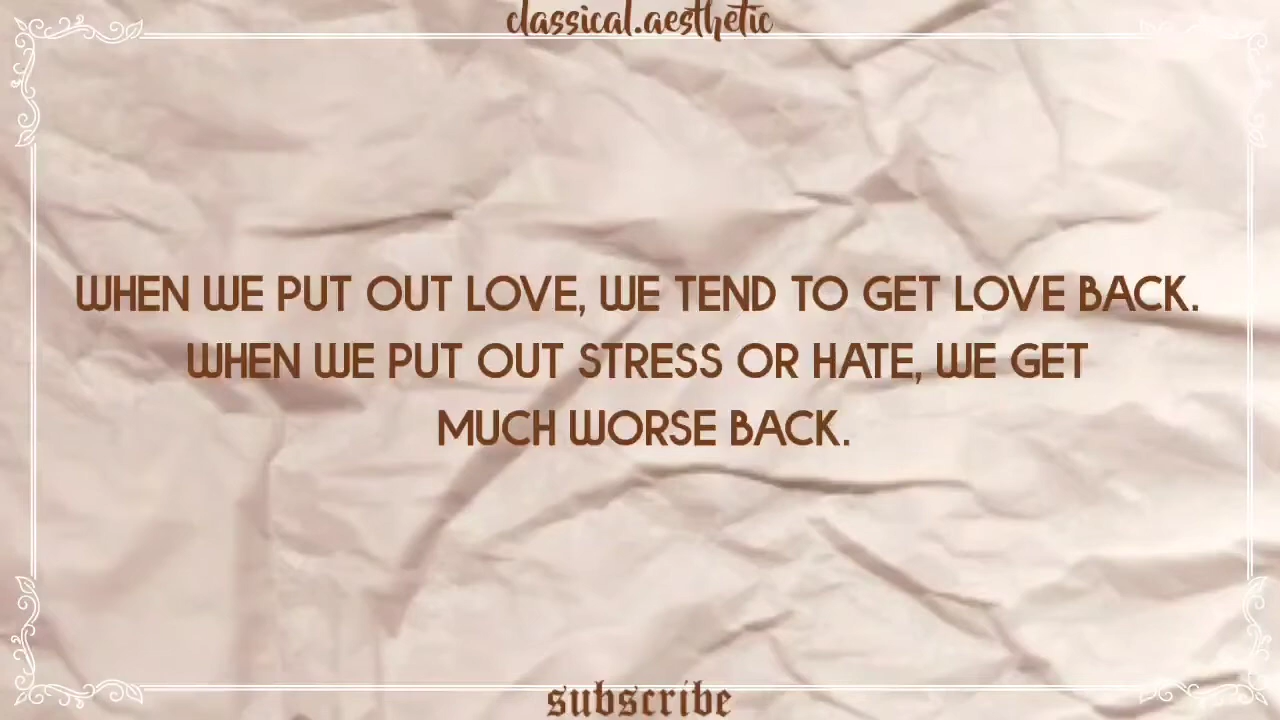 classical.aesthetic
WHEN WE PUT OUT LOVE, WE TEND TO GET LOVE BACK.
WHEN WE PUT OUT STRESS OR HATE, WE GET
MUCH WORSE BACK.
subscribe